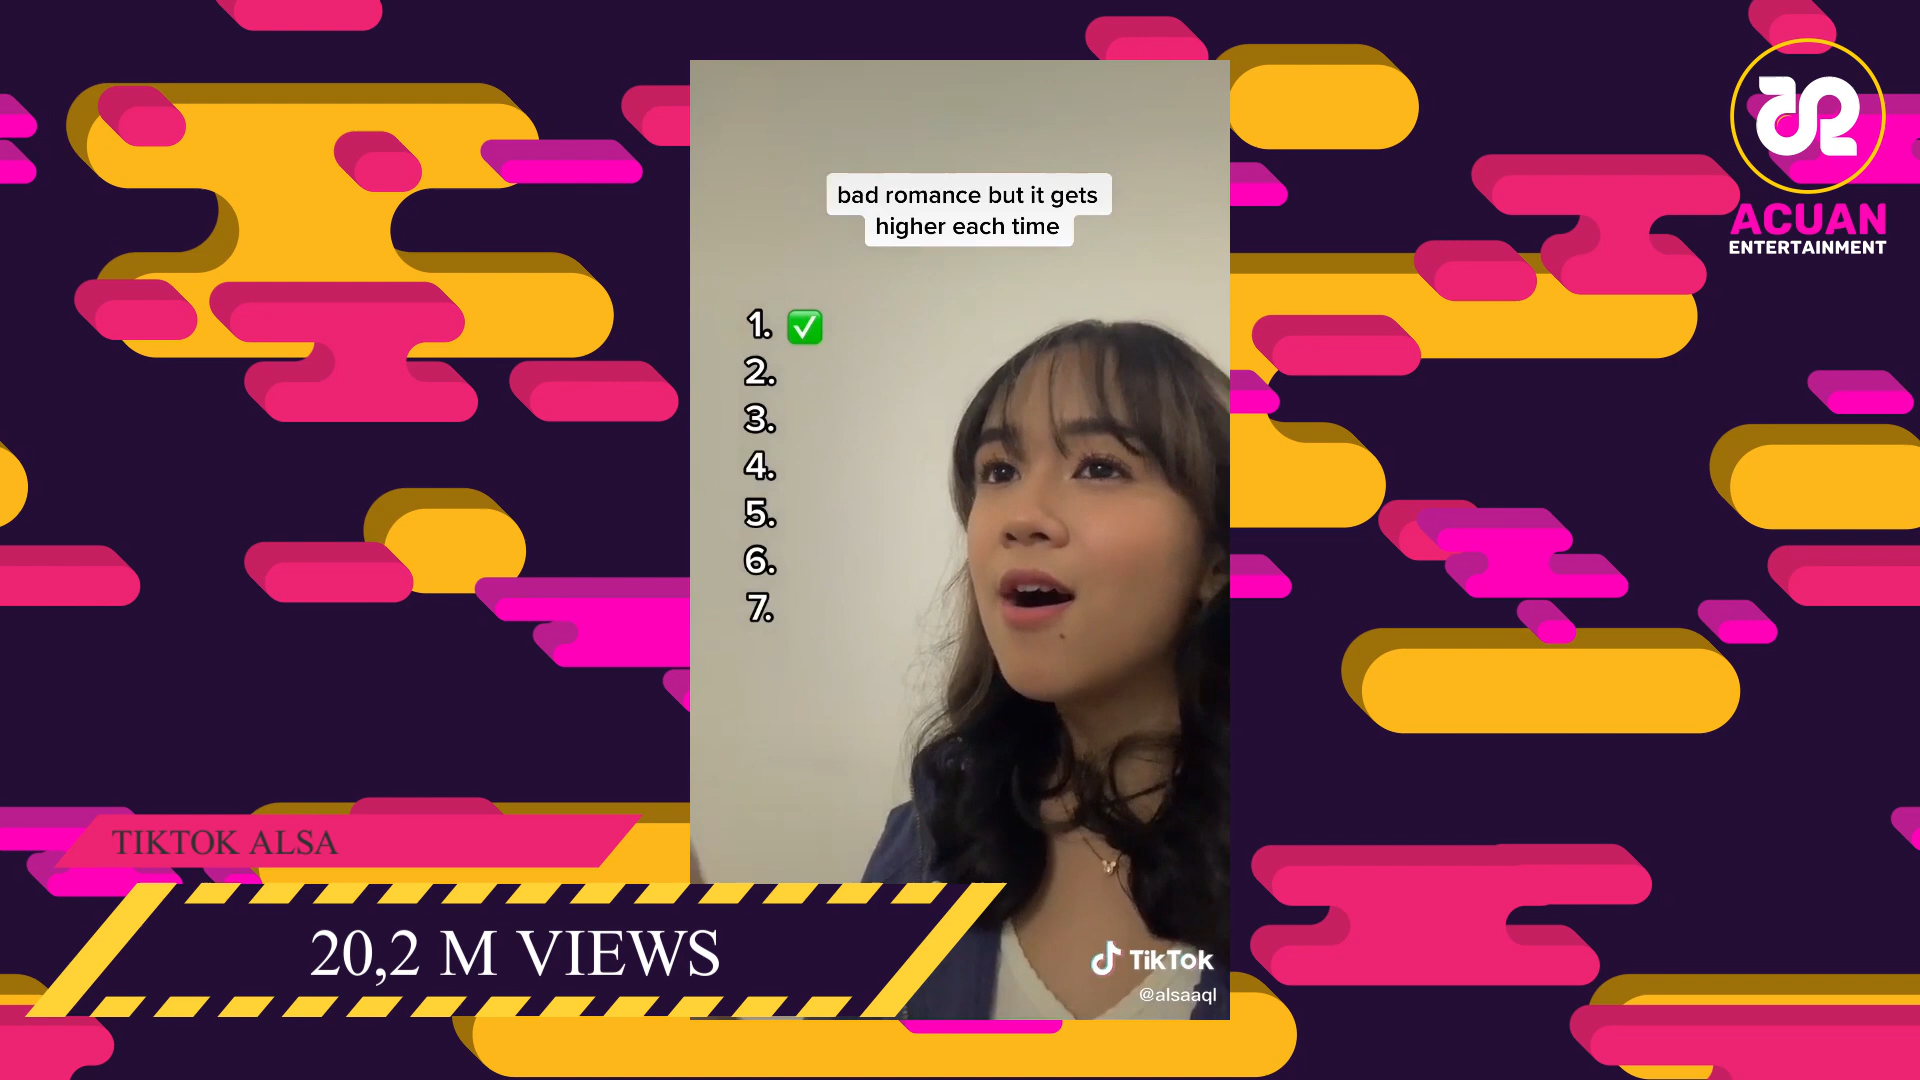 bad romance but it gets
higher each time
1. ✅
2.
3.
4.
5.
6.
7.
ACUAN
ENTERTAINMENT
TIKTOK ALSA
20,2 M VIEWS
TikTok
@alsaaql